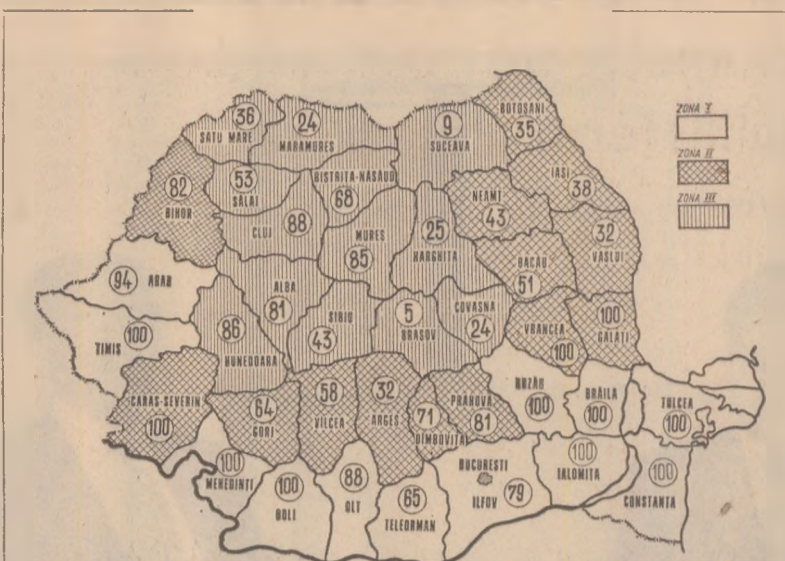 ZONA I
ZONA II
ZONA III
36
SATU MARE
24
MARAMUREȘ
9
SUCEAVA
BOTOȘANI
35
82
BIHOR
53
SĂLAJ
BISTRIȚA-NĂSĂUD
68
IAȘI
38
CLUJ
88
MUREȘ
85
25
HARGHITA
NEAMȚ
43
32
VASLUI
94
ARAD
ALBA
81
BACĂU
51
TIMIȘ
100
86
HUNEDOARA
SIBIU
43
5
BRAȘOV
COVASNA
24
VRANCEA
100
100
GALAȚI
CARAȘ-SEVERIN
100
64
GORJ
58
VÎLCEA
32
ARGEȘ
71
DÎMBOVIȚA
PRAHOVA
81
BUZĂU
100
BRĂILA
100
TULCEA
100
100
MEHEDINȚI
100
DOLJ
88
OLT
65
TELEORMAN
BUCUREȘTI
ILFOV
79
100
IALOMIȚA
100
CONSTANȚA